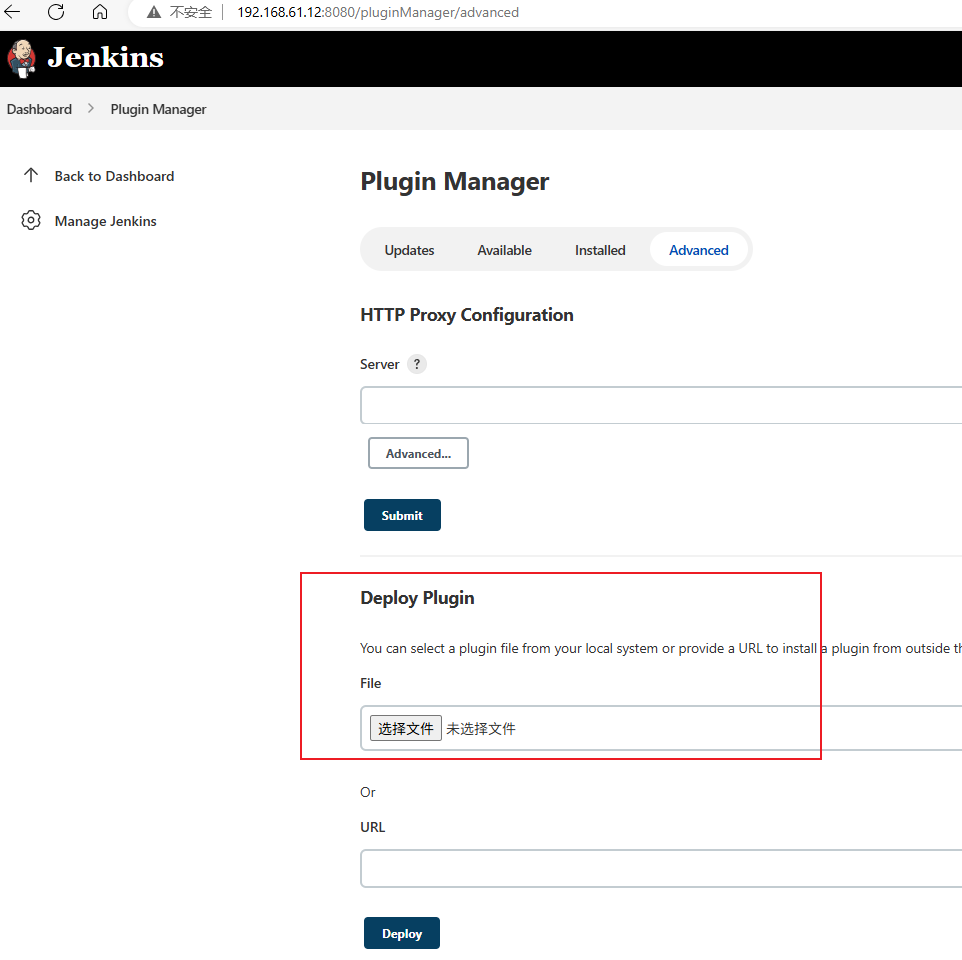 不安全 192.168.61.12:8080/pluginManager/advanced
Jenkins
Dashboard Plugin Manager
Back to Dashboard
Manage Jenkins
Plugin Manager
Updates Available Installed Advanced
HTTP Proxy Configuration
Server ?
Advanced...
Submit
Deploy Plugin
You can select a plugin file from your local system or provide a URL to install a plugin from outside th
File
选择文件 未选择文件
Or
URL
Deploy